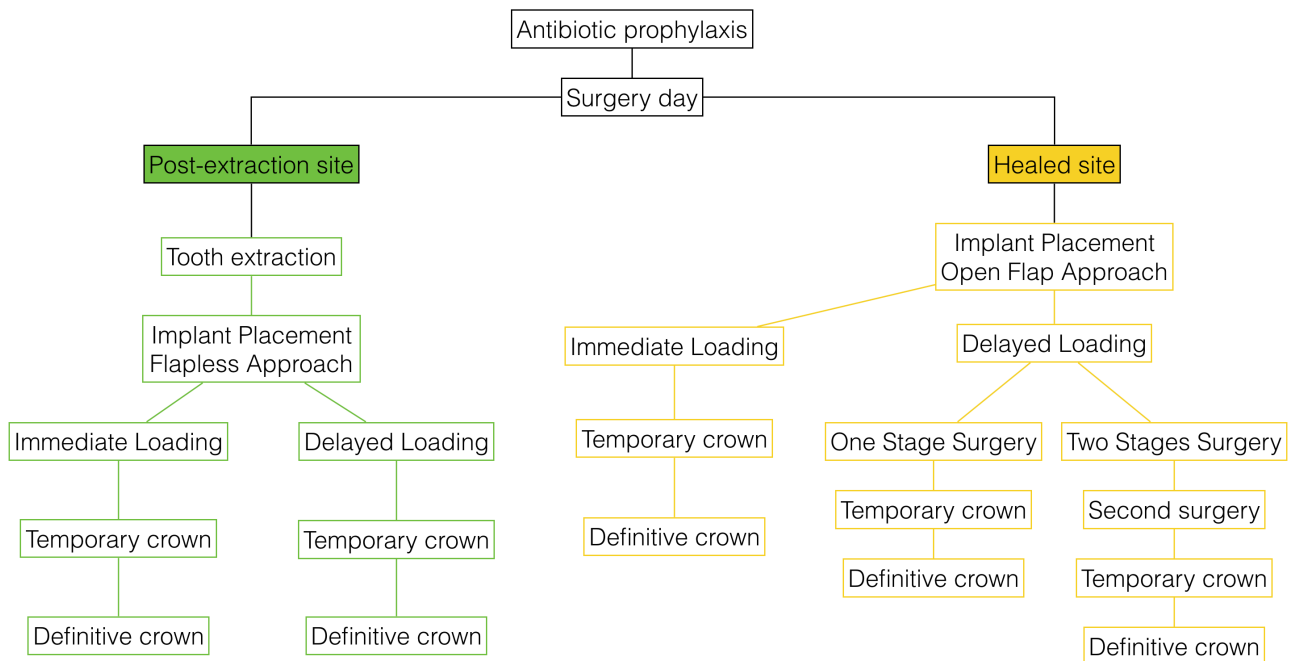 Antibiotic prophylaxis
Surgery day
Post-extraction site
Healed site
Tooth extraction
Implant Placement
Open Flap Approach
Implant Placement
Flapless Approach
Immediate Loading
Delayed Loading
Immediate Loading
Delayed Loading
Temporary crown
One Stage Surgery
Two Stages Surgery
Temporary crown
Second surgery
Temporary crown
Temporary crown
Definitive crown
Definitive crown
Temporary crown
Definitive crown
Definitive crown
Definitive crown